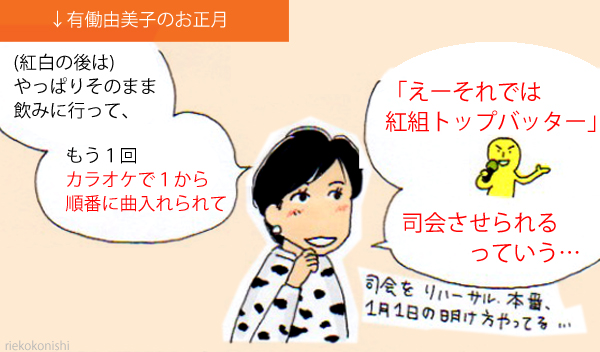 ↓有働由美子のお正月
(紅白の後は)
やっぱりそのまま
飲みに行って、
もう1回
カラオケで1から
順番に曲入れられて
「えーそれでは
紅組トップバッター」
司会させられる
っていう…
司会を リハーサル、本番、
1月1日の明け方やってる…
riekokonishi